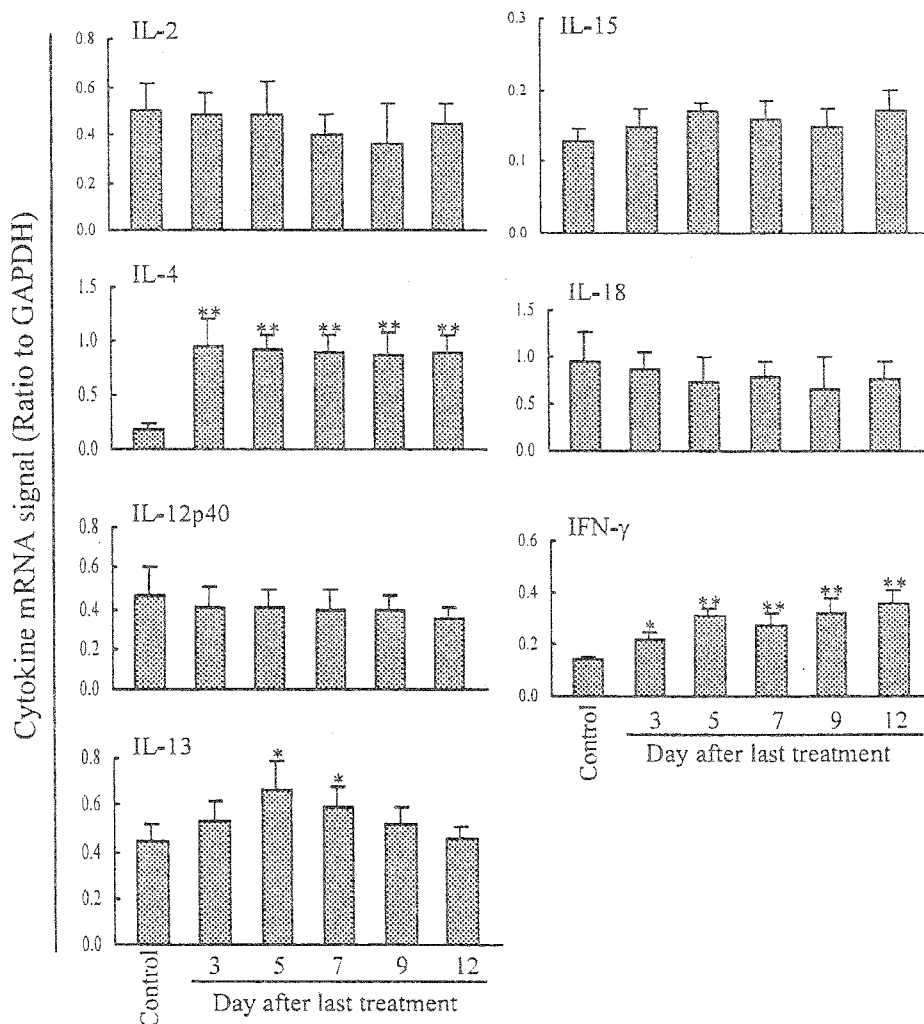 Cytokine mRNA signal (Ratio to GAPDH)
IL-2
0.8
0.6
0.4
0.2
0.0
IL-15
0.3
0.2
0.1
0.0
IL-4
1.5
1.0
0.5
0.0
** ** ** ** **
IL-18
1.5
1.0
0.5
0.0
IL-12p40
0.8
0.6
0.4
0.2
0.0
IFN-γ
0.6
0.4
0.2
0.0
* ** ** ** **
Control 3 5 7 9 12
Day after last treatment
IL-13
0.8
0.6
0.4
0.2
0.0
* *
Control 3 5 7 9 12
Day after last treatment